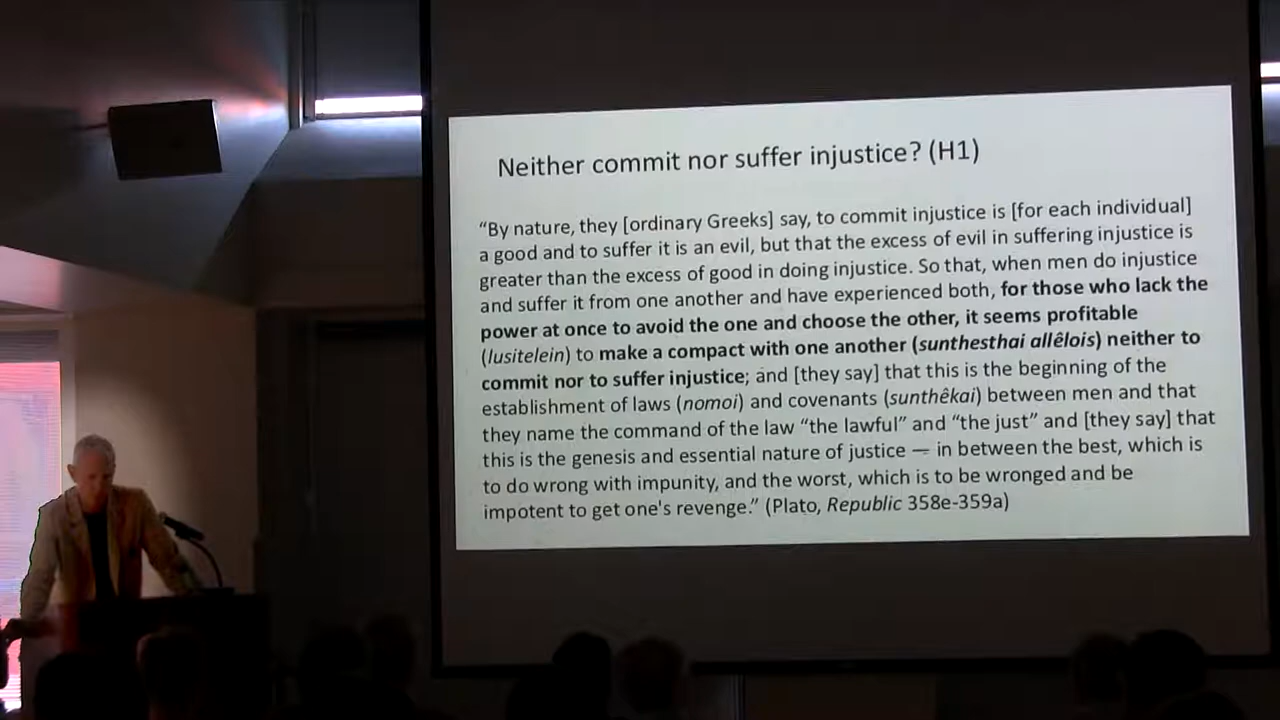 Neither commit nor suffer injustice? (H1)
“By nature, they [ordinary Greeks] say, to commit injustice is [for each individual]
a good and to suffer it is an evil, but that the excess of evil in suffering injustice is
greater than the excess of good in doing injustice. So that, when men do injustice
and suffer it from one another and have experienced both, for those who lack the
power at once to avoid the one and choose the other, it seems profitable
(lusitelein) to make a compact with one another (sunthesthai allêlois) neither to
commit nor to suffer injustice; and [they say] that this is the beginning of the
establishment of laws (nomoi) and covenants (sunthêkai) between men and that
they name the command of the law “the lawful” and “the just” and [they say] that
this is the genesis and essential nature of justice — in between the best, which is
to do wrong with impunity, and the worst, which is to be wronged and be
impotent to get one's revenge.” (Plato, Republic 358e-359a)